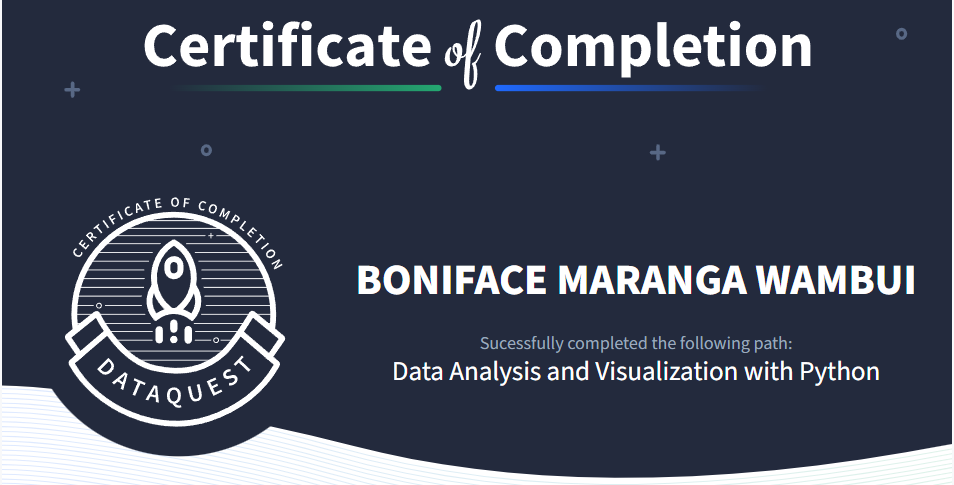 Certificate of Completion
CERTIFICATE OF COMPLETION
DATAQUEST
BONIFACE MARANGA WAMBUI
Sucessfully completed the following path:
Data Analysis and Visualization with Python